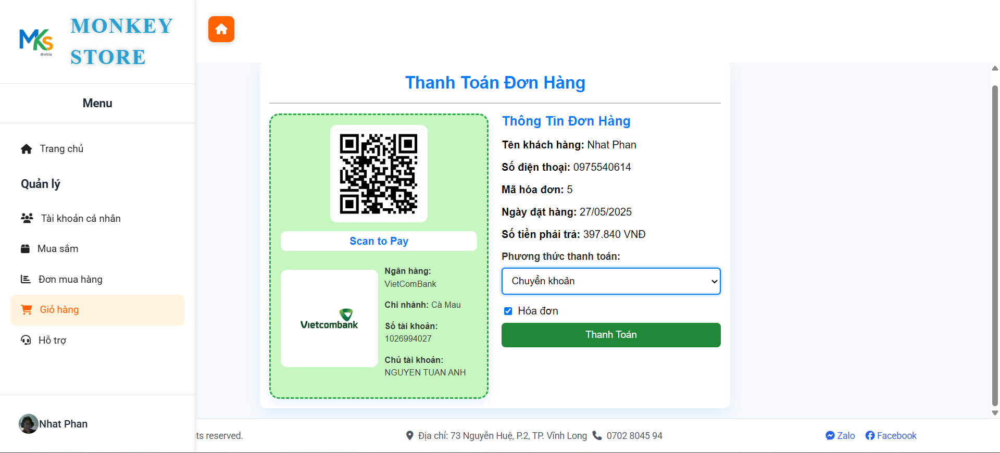 MKs
@nhta
MONKEY
STORE
Menu
Trang chủ
Quản lý
Tài khoản cá nhân
Mua sắm
Đơn mua hàng
Giỏ hàng
Hỗ trợ
Nhat Phan
Thanh Toán Đơn Hàng
Scan to Pay
Vietcombank
Ngân hàng:
VietComBank
Chi nhánh: Cà Mau
Số tài khoản:
1026994027
Chủ tài khoản:
NGUYEN TUAN ANH
Thông Tin Đơn Hàng
Tên khách hàng: Nhat Phan
Số điện thoại: 0975540614
Mã hóa đơn: 5
Ngày đặt hàng: 27/05/2025
Số tiền phải trả: 397.840 VNĐ
Phương thức thanh toán:
Chuyển khoản
Hóa đơn
Thanh Toán
ts reserved.
Địa chỉ: 73 Nguyễn Huệ, P.2, TP. Vĩnh Long 0702 8045 94
Zalo Facebook